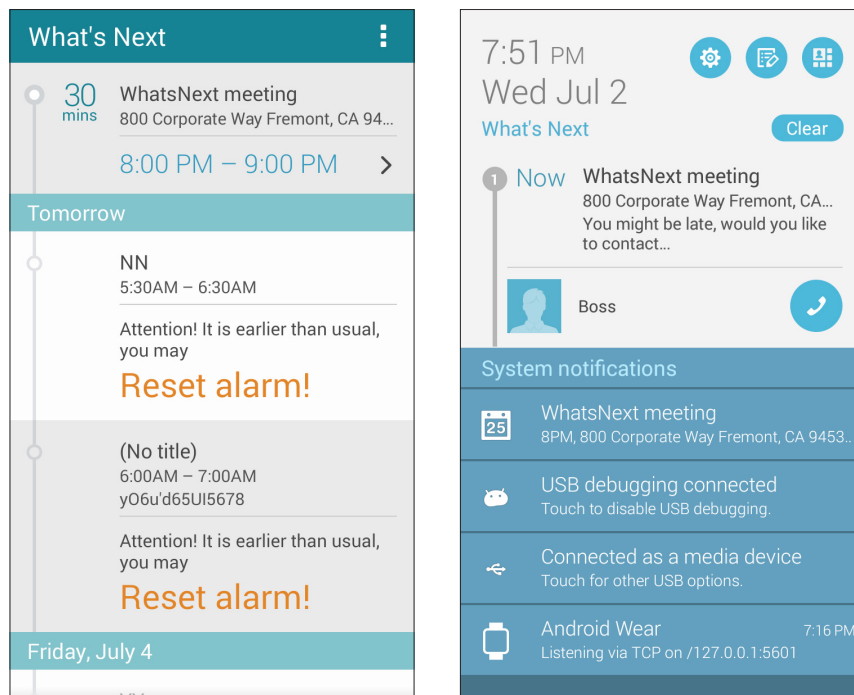 What's Next
30
mins
WhatsNext meeting
800 Corporate Way Fremont, CA 94...
8:00 PM – 9:00 PM
Tomorrow
NN
5:30AM – 6:30AM
Attention! It is earlier than usual,
you may
Reset alarm!
(No title)
6:00AM – 7:00AM
yO6u'd65UI5678
Attention! It is earlier than usual,
you may
Reset alarm!
Friday, July 4
7:51 PM
Wed Jul 2
What's Next
Clear
1
Now
WhatsNext meeting
800 Corporate Way Fremont, CA...
You might be late, would you like
to contact...
Boss
System notifications
25
WhatsNext meeting
8PM, 800 Corporate Way Fremont, CA 9453..
USB debugging connected
Touch to disable USB debugging.
Connected as a media device
Touch for other USB options.
Android Wear
7:16 PM
Listening via TCP on /127.0.0.1:5601